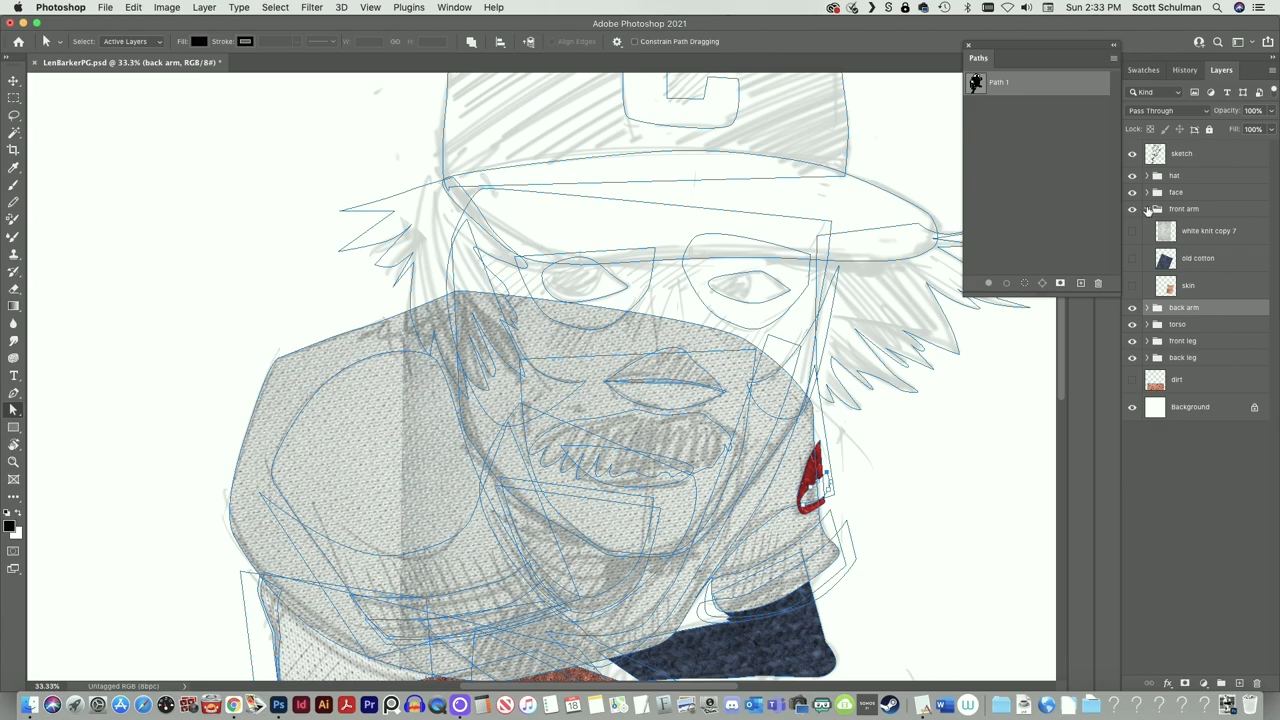 Photoshop File Edit Image Layer Type Select Filter 3D View Plugins Window Help
Sun 2:33 PM Scott Schulman
Adobe Photoshop 2021
Select: Active Layers Fill: Stroke: W: H: Align Edges Constrain Path Dragging
LenBarkerPG.psd @ 33.3% (back arm, RGB/8#) *
Paths
Path 1
Swatches History Layers
Kind
Pass Through Opacity: 100%
Lock: Fill: 100%
sketch
hat
face
front arm
white knit copy 7
old cotton
skin
back arm
torso
front leg
back leg
dirt
Background
33.33% Untagged RGB (8bpc)